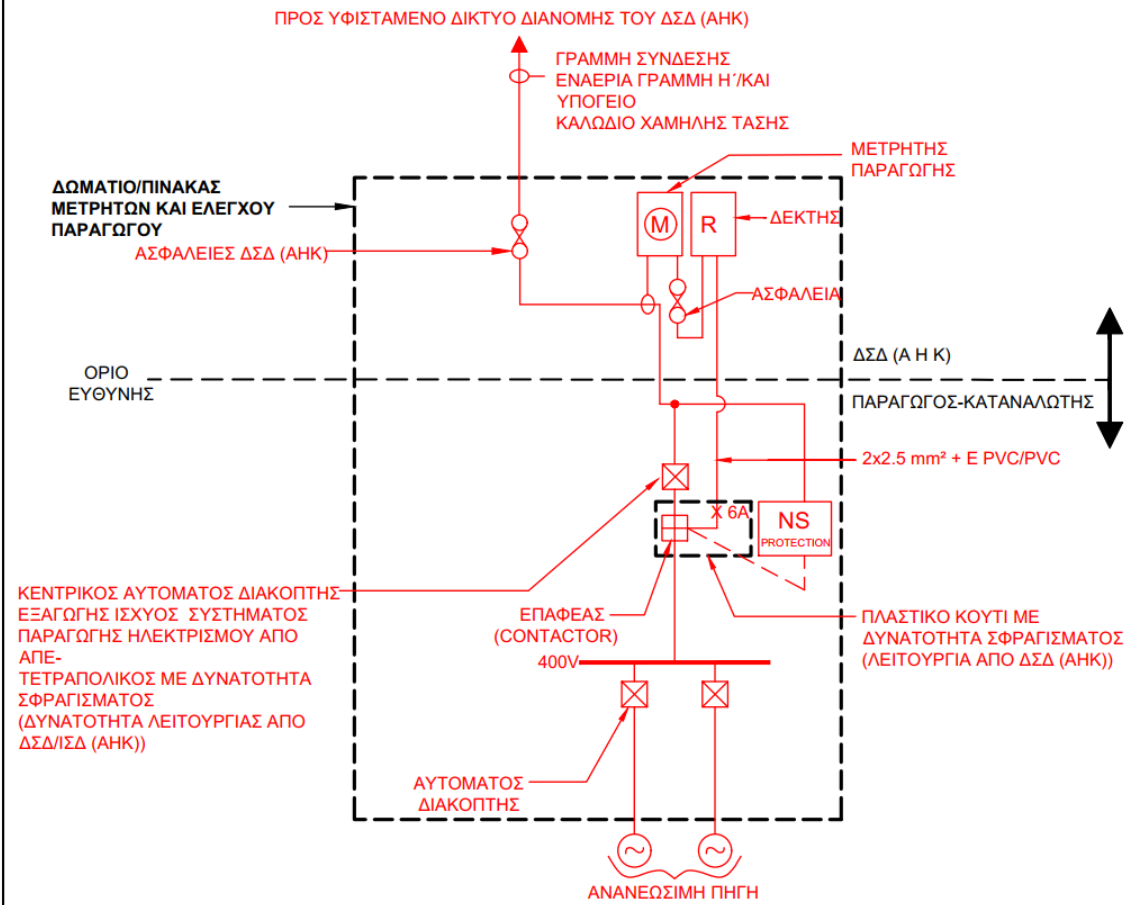 ΠΡΟΣ ΥΦΙΣΤΑΜΕΝΟ ΔΙΚΤΥΟ ΔΙΑΝΟΜΗΣ ΤΟΥ ΔΣΔ (ΑΗΚ)
ΓΡΑΜΜΗ ΣΥΝΔΕΣΗΣ
ΕΝΑΕΡΙΑ ΓΡΑΜΜΗ Η΄/ΚΑΙ
ΥΠΟΓΕΙΟ
ΚΑΛΩΔΙΟ ΧΑΜΗΛΗΣ ΤΑΣΗΣ
ΜΕΤΡΗΤΗΣ
ΠΑΡΑΓΩΓΗΣ
ΔΩΜΑΤΙΟ/ΠΙΝΑΚΑΣ
ΜΕΤΡΗΤΩΝ ΚΑΙ ΕΛΕΓΧΟΥ
ΠΑΡΑΓΩΓΟΥ
M
R
ΔΕΚΤΗΣ
ΑΣΦΑΛΕΙΕΣ ΔΣΔ (ΑΗΚ)
ΑΣΦΑΛΕΙΑ
ΟΡΙΟ
ΕΥΘΥΝΗΣ
ΔΣΔ (Α Η Κ)
ΠΑΡΑΓΩΓΟΣ-ΚΑΤΑΝΑΛΩΤΗΣ
2x2.5 mm² + E PVC/PVC
X 6A
NS
PROTECTION
ΚΕΝΤΡΙΚΟΣ ΑΥΤΟΜΑΤΟΣ ΔΙΑΚΟΠΤΗΣ
ΕΞΑΓΩΓΗΣ ΙΣΧΥΟΣ ΣΥΣΤΗΜΑΤΟΣ
ΠΑΡΑΓΩΓΗΣ ΗΛΕΚΤΡΙΣΜΟΥ ΑΠΟ
ΑΠΕ-
ΤΕΤΡΑΠΟΛΙΚΟΣ ΜΕ ΔΥΝΑΤΟΤΗΤΑ
ΣΦΡΑΓΙΣΜΑΤΟΣ
(ΔΥΝΑΤΟΤΗΤΑ ΛΕΙΤΟΥΡΓΙΑΣ ΑΠΟ
ΔΣΔ/ΙΣΔ (ΑΗΚ))
ΕΠΑΦΕΑΣ
(CONTACTOR)
ΠΛΑΣΤΙΚΟ ΚΟΥΤΙ ΜΕ
ΔΥΝΑΤΟΤΗΤΑ ΣΦΡΑΓΙΣΜΑΤΟΣ
(ΛΕΙΤΟΥΡΓΙΑ ΑΠΟ ΔΣΔ (ΑΗΚ))
400V
ΑΥΤΟΜΑΤΟΣ
ΔΙΑΚΟΠΤΗΣ
ΑΝΑΝΕΩΣΙΜΗ ΠΗΓΗ